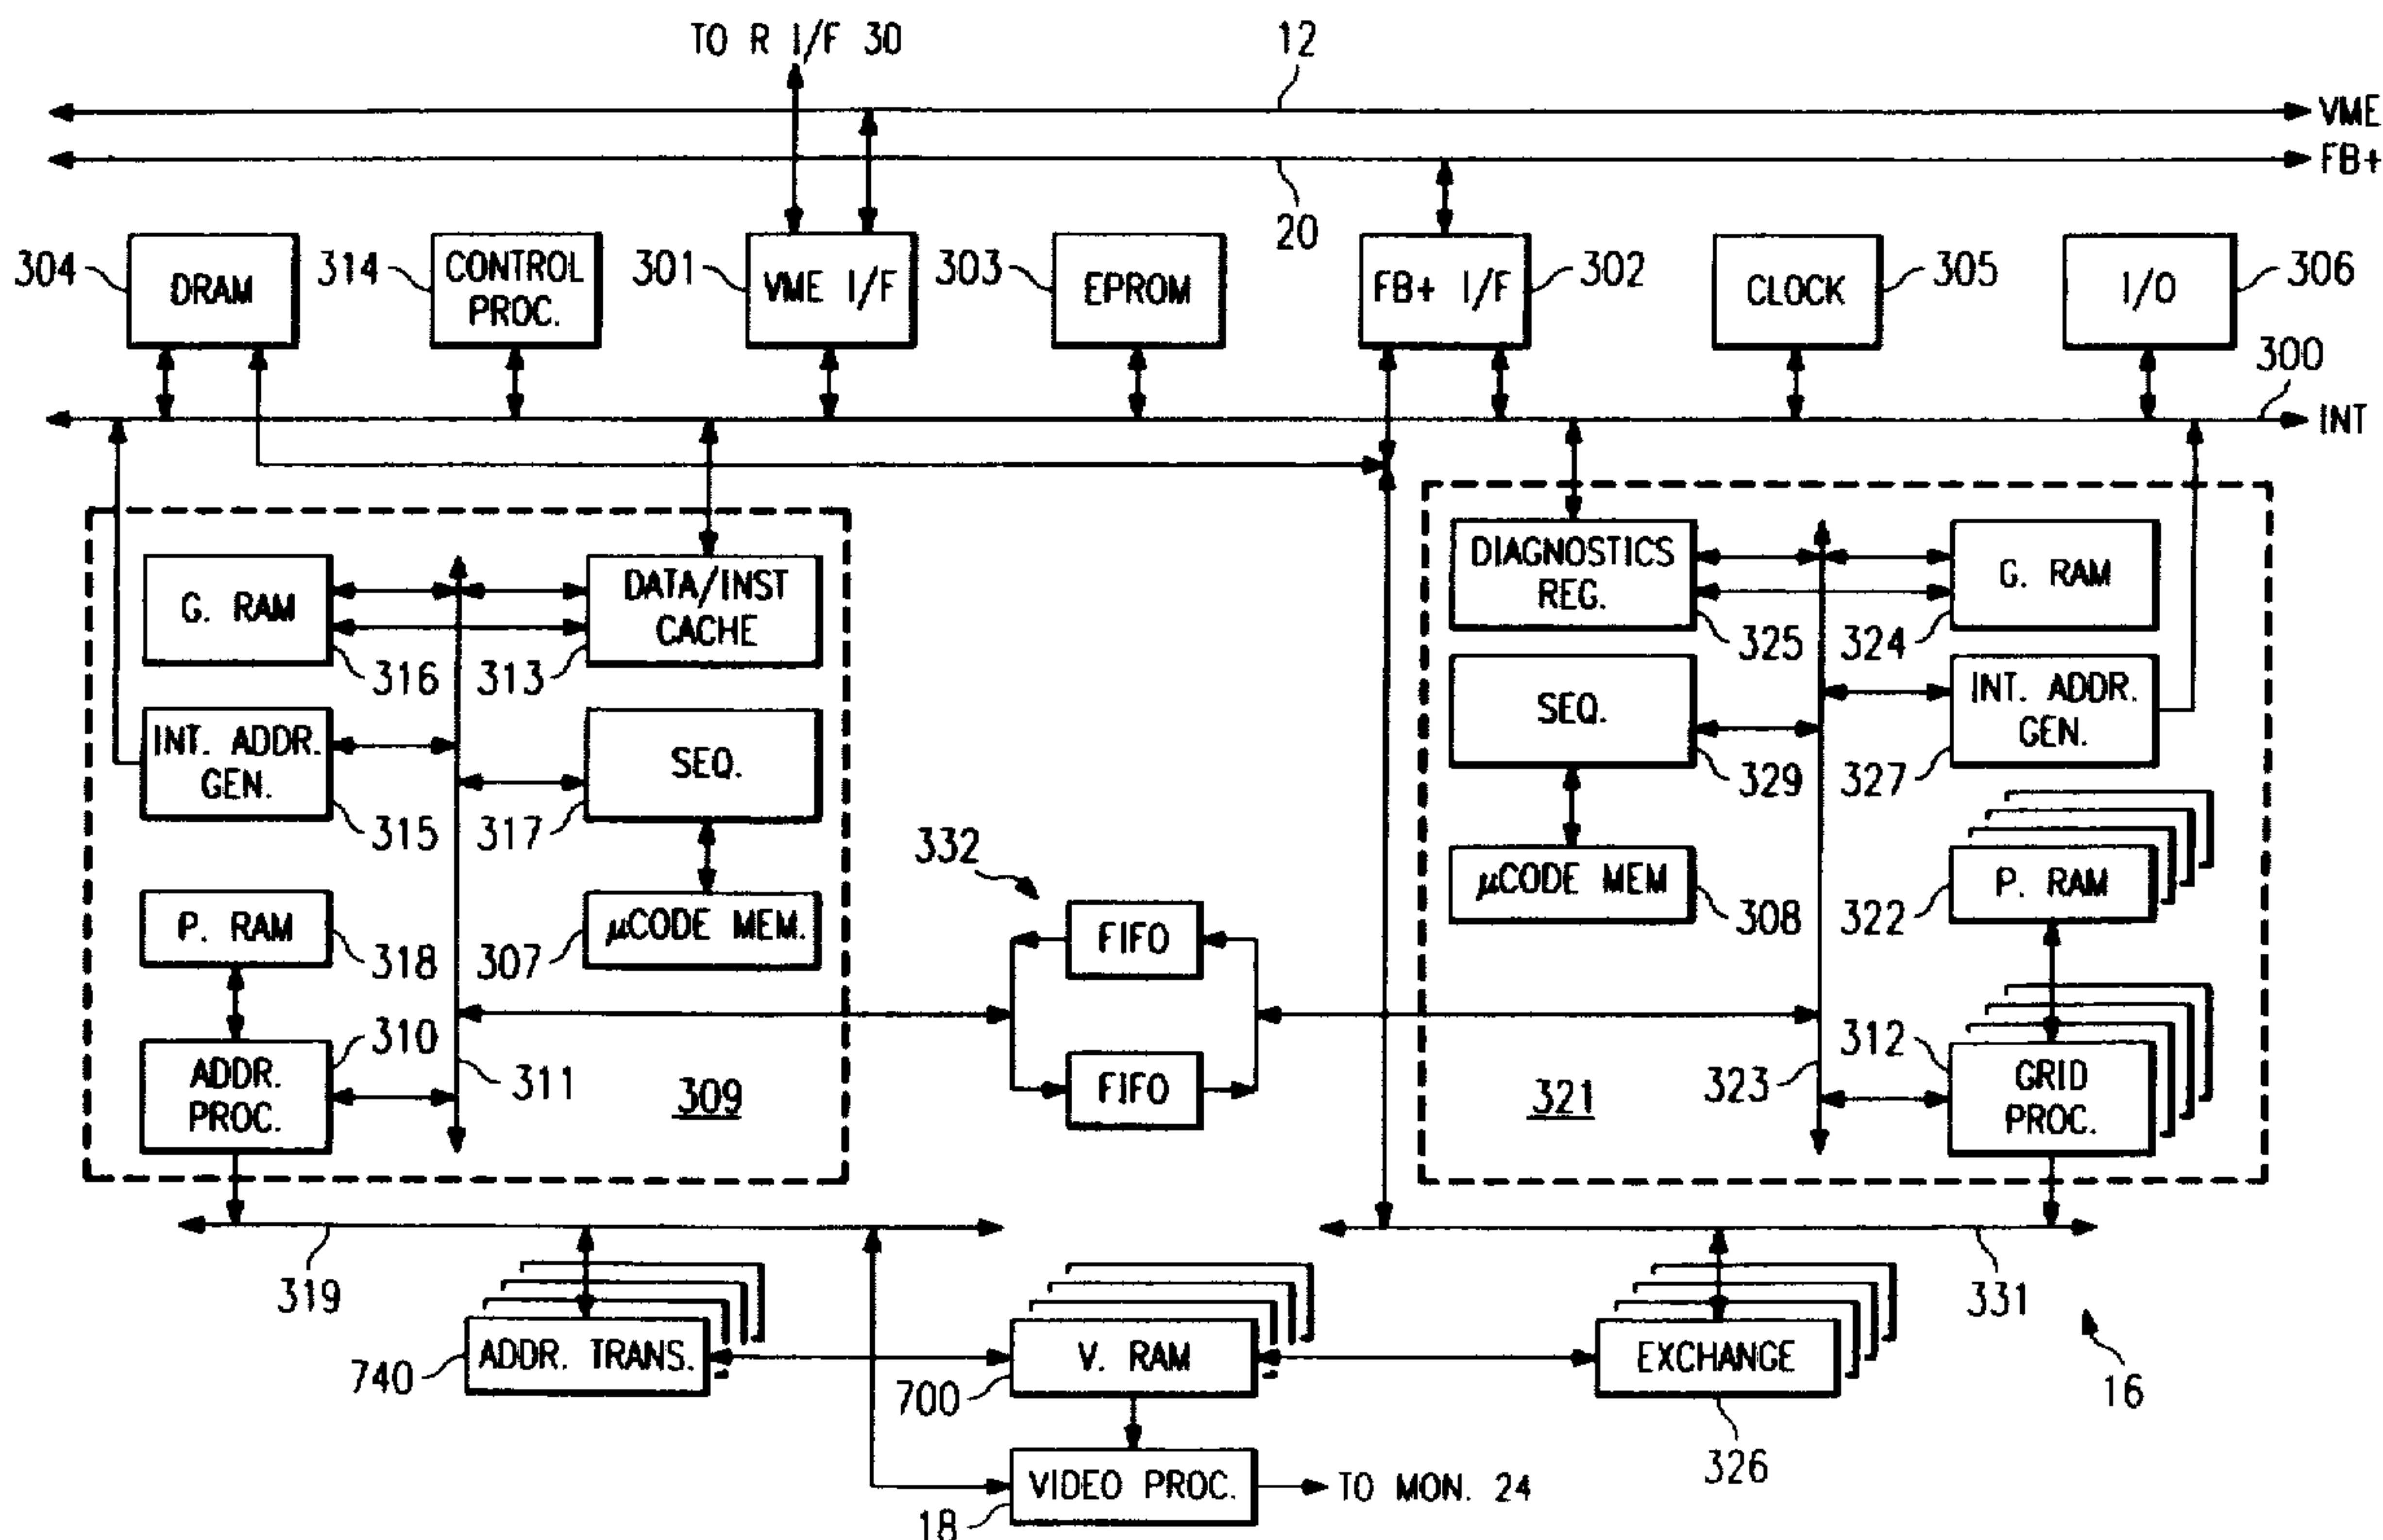 TO R I/F 30
12
VME
FB+
20
304
DRAM
314
CONTROL
PROC.
301
VME I/F
303
EPROM
FB+ I/F
302
CLOCK
305
I/O
306
300
INT
G. RAM
316
DATA/INST
CACHE
313
INT. ADDR.
GEN.
315
SEQ.
317
P. RAM
318
μCODE MEM.
307
ADDR.
PROC.
310
311
309
332
FIFO
FIFO
DIAGNOSTICS
REG.
325
G. RAM
324
SEQ.
329
INT. ADDR.
GEN.
327
μCODE MEM
308
P. RAM
322
312
GRID
PROC.
323
321
319
331
740
ADDR. TRANS.
V. RAM
700
EXCHANGE
326
16
VIDEO PROC.
18
TO MON. 24